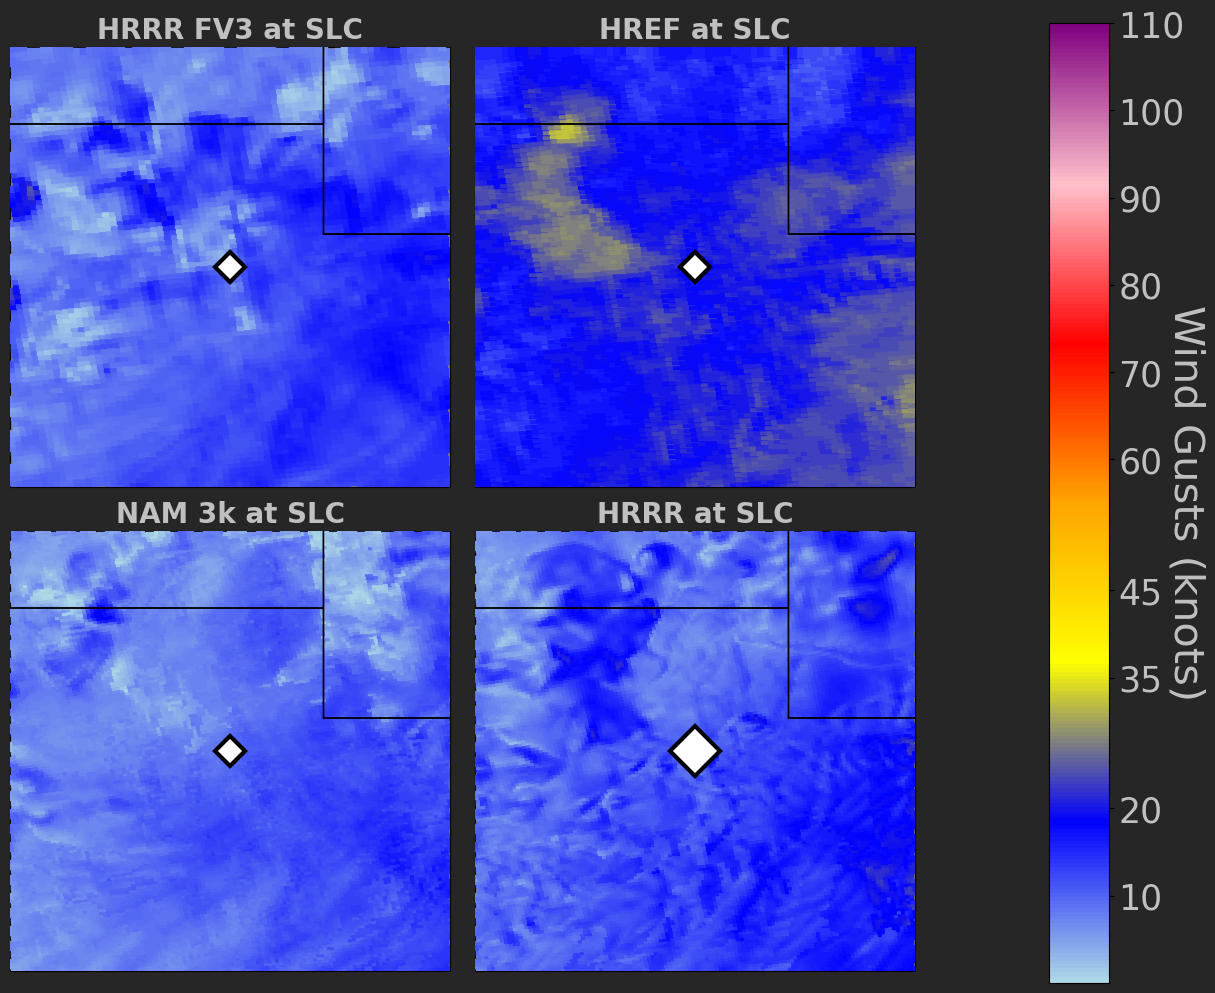 HRRR FV3 at SLC
HREF at SLC
NAM 3k at SLC
HRRR at SLC
110
100
90
80
70
60
45
35
20
10
Wind Gusts (knots)